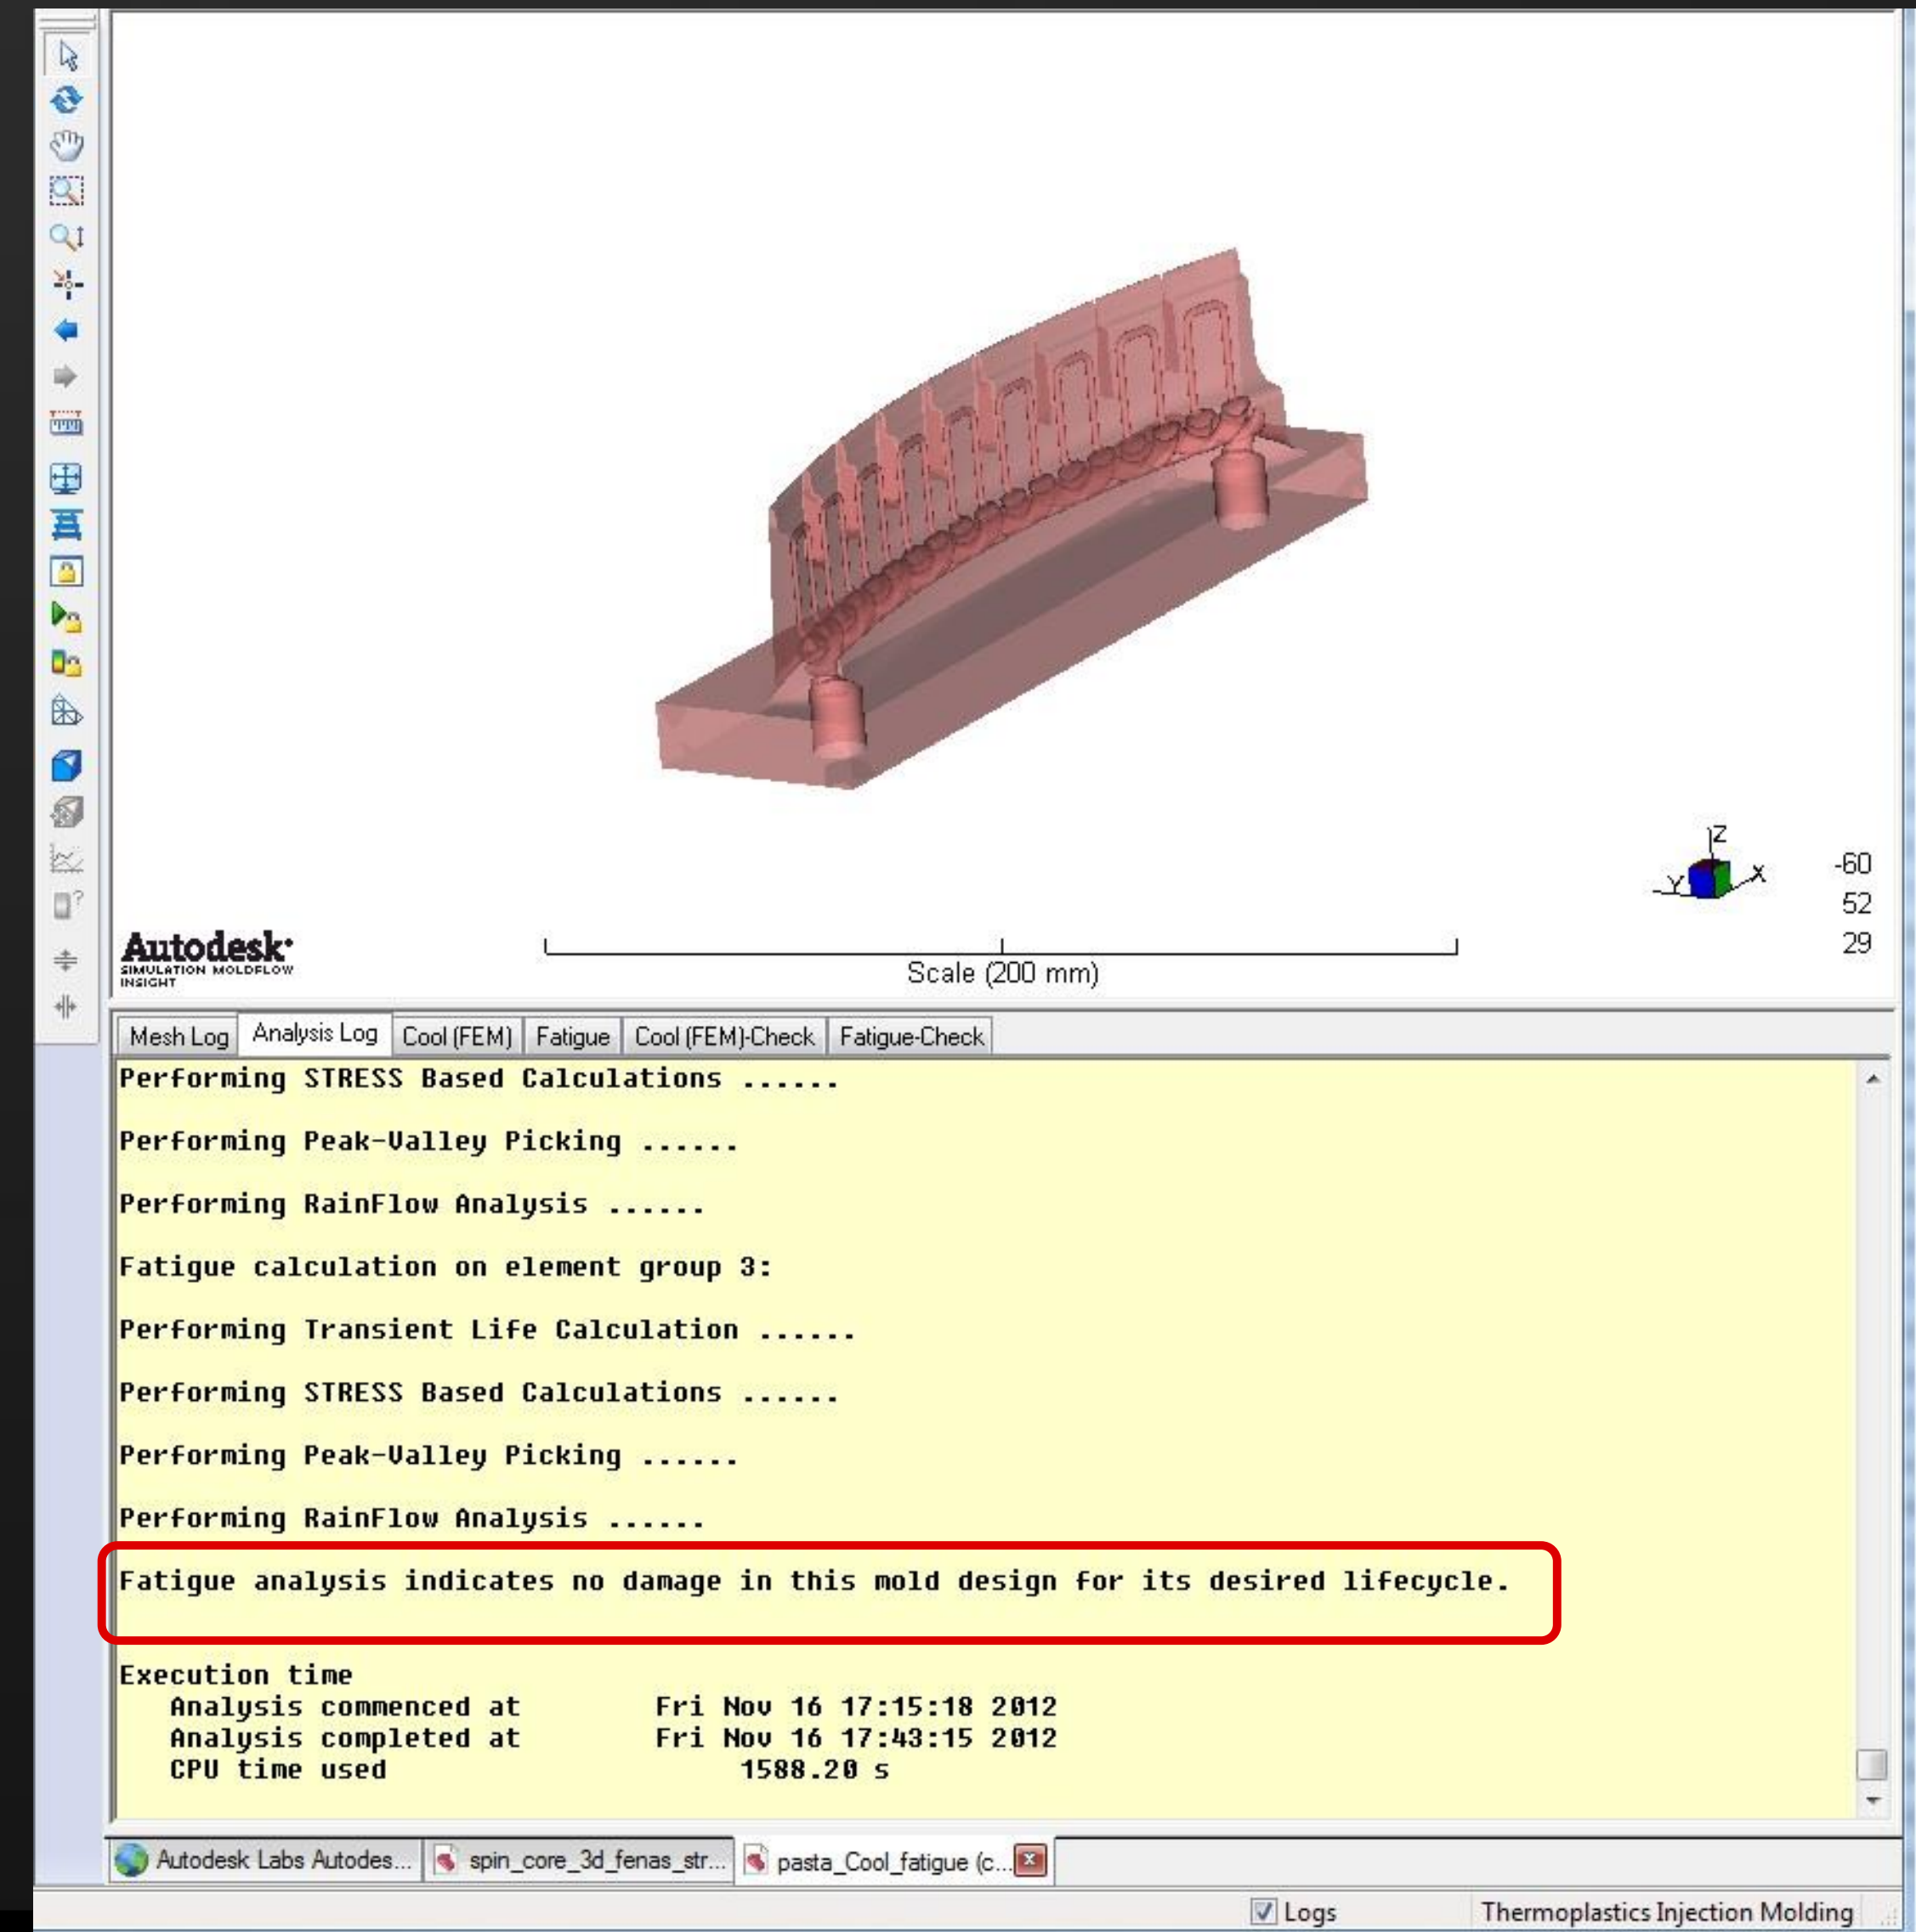 Z
Y
X
-60
52
29
Autodesk
SIMULATION MOLDFLOW
INSIGHT
Scale (200 mm)
Mesh Log Analysis Log Cool (FEM) Fatigue Cool (FEM)-Check Fatigue-Check
Performing STRESS Based Calculations ......
Performing Peak-Valley Picking ......
Performing RainFlow Analysis ......
Fatigue calculation on element group 3:
Performing Transient Life Calculation ......
Performing STRESS Based Calculations ......
Performing Peak-Valley Picking ......
Performing RainFlow Analysis ......
Fatigue analysis indicates no damage in this mold design for its desired lifecycle.
Execution time
Analysis commenced at Fri Nov 16 17:15:18 2012
Analysis completed at Fri Nov 16 17:43:15 2012
CPU time used 1588.20 s
Autodesk Labs Autodes... spin_core_3d_fenas_str... pasta_Cool_fatigue (c...
Logs Thermoplastics Injection Molding